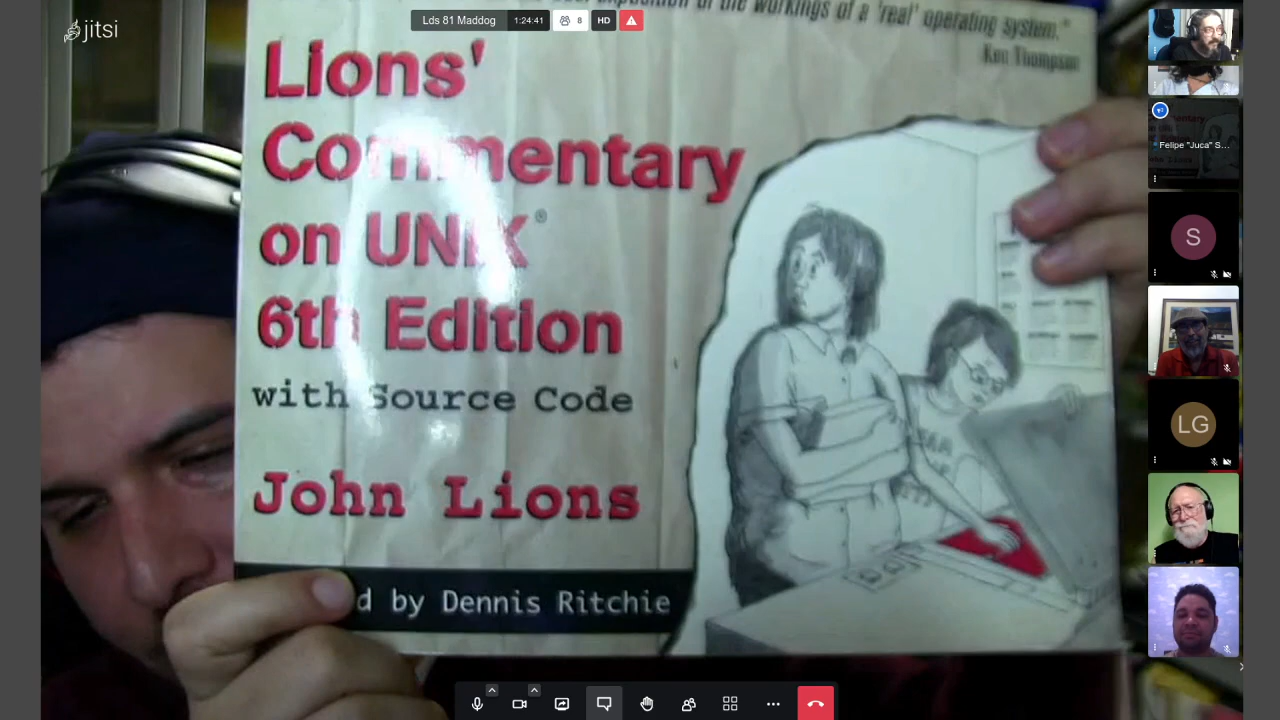 jitsi
Lds 81 Maddog 1:24:41 8 HD
exposition of the workings of a 'real' operating system."
Ken Thompson
Lions'
Commentary
on UNIX®
6th Edition
with Source Code
John Lions
d by Dennis Ritchie
Felipe "Juca" S...
S
LG